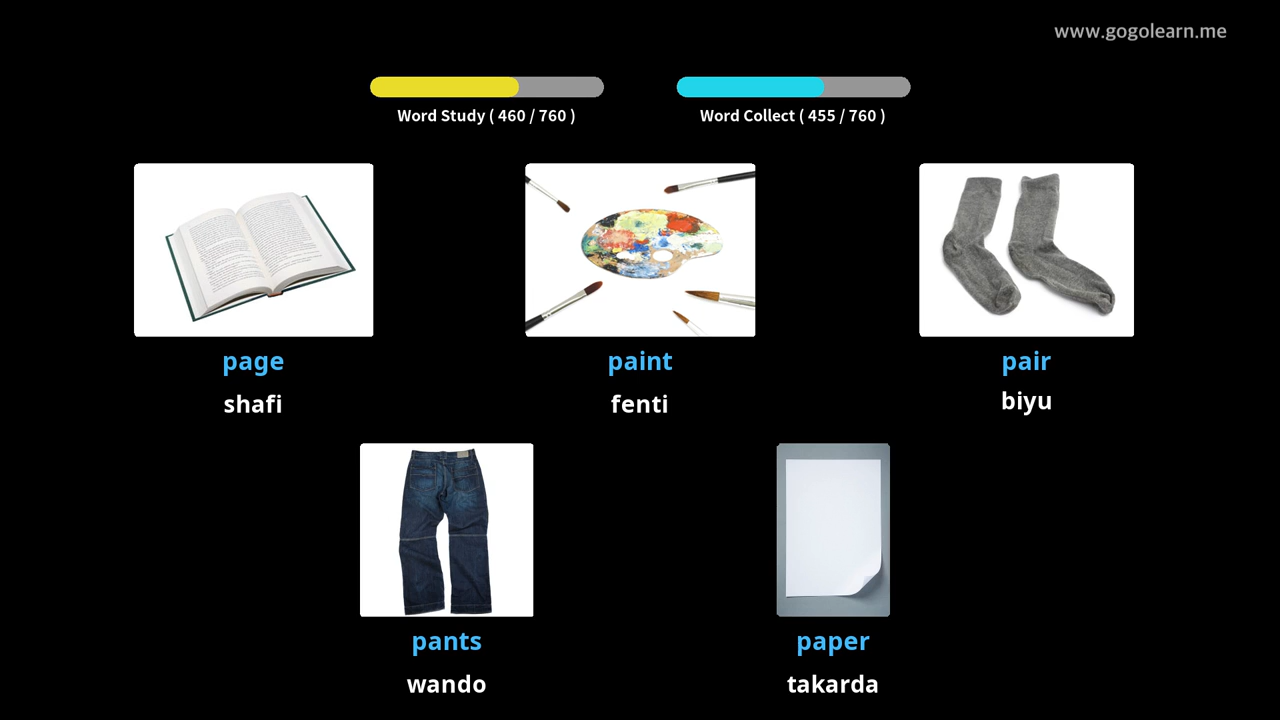 www.gogolearn.me
Word Study ( 460 / 760 )
Word Collect ( 455 / 760 )
page
shafi
paint
fenti
pair
biyu
pants
wando
paper
takarda